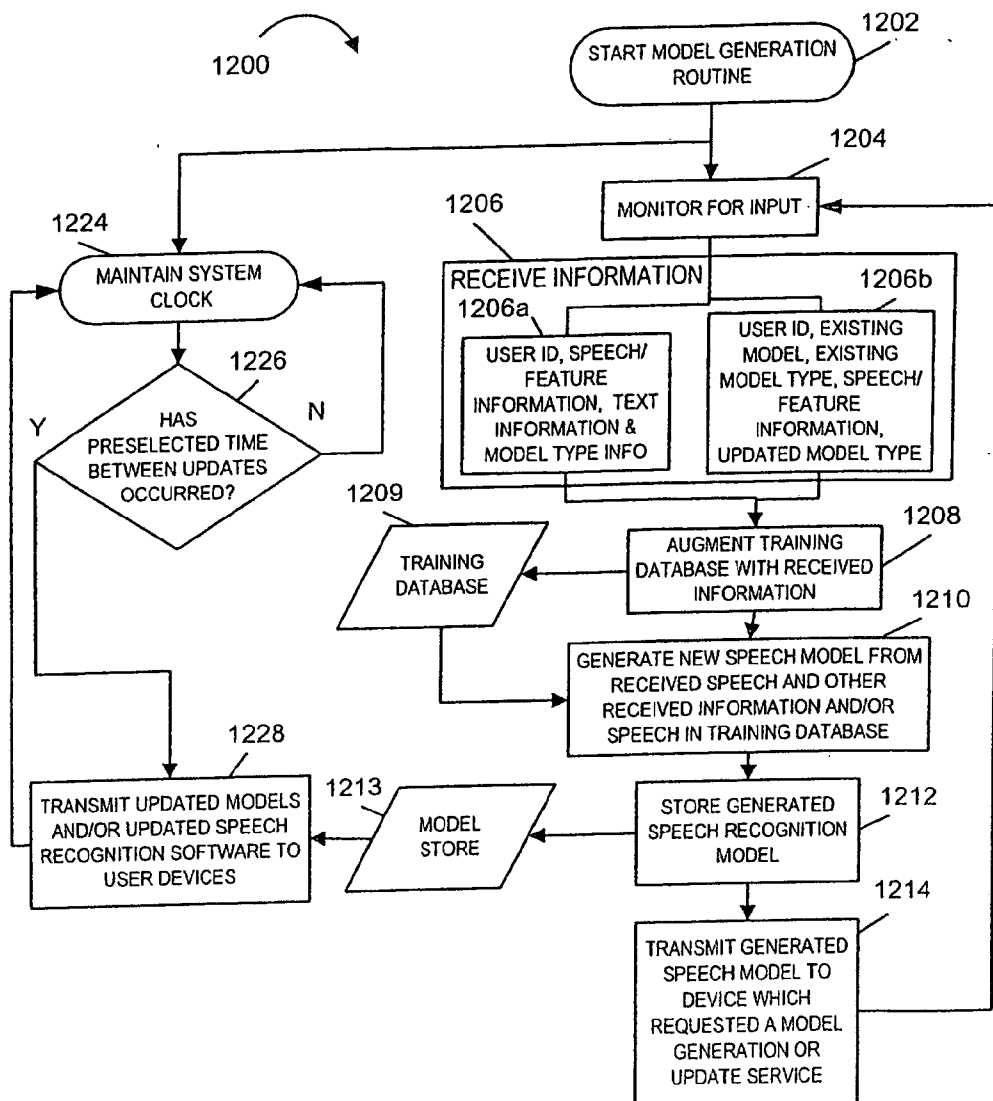 1200
1202
START MODEL GENERATION
ROUTINE
1204
MONITOR FOR INPUT
1206
RECEIVE INFORMATION
1206a
USER ID, SPEECH/
FEATURE
INFORMATION, TEXT
INFORMATION &
MODEL TYPE INFO
1206b
USER ID, EXISTING
MODEL, EXISTING
MODEL TYPE, SPEECH/
FEATURE
INFORMATION,
UPDATED MODEL TYPE
1224
MAINTAIN SYSTEM
CLOCK
1226
Y
N
HAS
PRESELECTED TIME
BETWEEN UPDATES
OCCURRED?
1209
TRAINING
DATABASE
1208
AUGMENT TRAINING
DATABASE WITH RECEIVED
INFORMATION
1210
GENERATE NEW SPEECH MODEL FROM
RECEIVED SPEECH AND OTHER
RECEIVED INFORMATION AND/OR
SPEECH IN TRAINING DATABASE
1228
TRANSMIT UPDATED MODELS
AND/OR UPDATED SPEECH
RECOGNITION SOFTWARE TO
USER DEVICES
1213
MODEL
STORE
1212
STORE GENERATED
SPEECH RECOGNITION
MODEL
1214
TRANSMIT GENERATED
SPEECH MODEL TO
DEVICE WHICH
REQUESTED A MODEL
GENERATION OR
UPDATE SERVICE